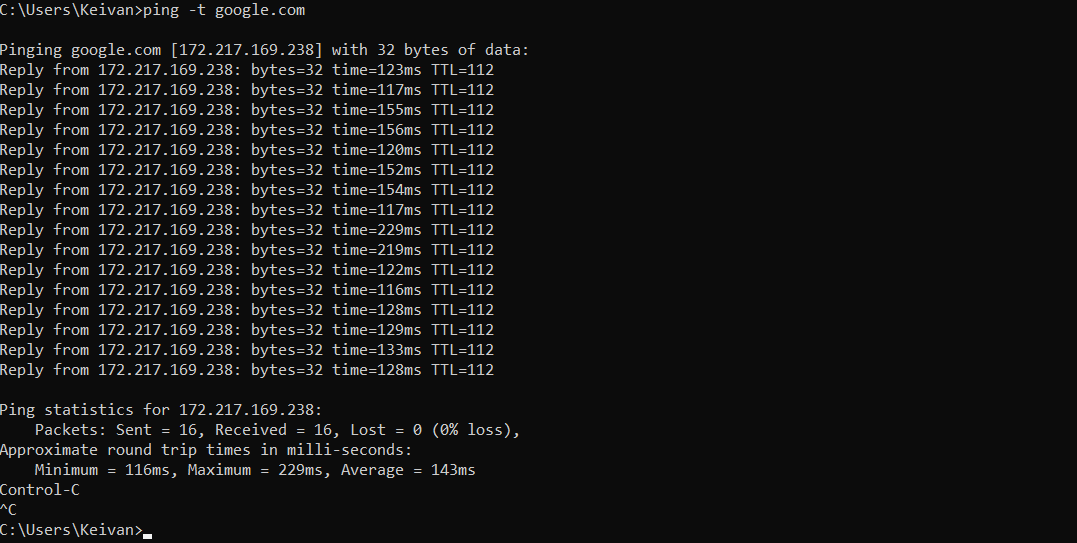 C:\Users\Keivan>ping -t google.com
Pinging google.com [172.217.169.238] with 32 bytes of data:
Reply from 172.217.169.238: bytes=32 time=123ms TTL=112
Reply from 172.217.169.238: bytes=32 time=117ms TTL=112
Reply from 172.217.169.238: bytes=32 time=155ms TTL=112
Reply from 172.217.169.238: bytes=32 time=156ms TTL=112
Reply from 172.217.169.238: bytes=32 time=120ms TTL=112
Reply from 172.217.169.238: bytes=32 time=152ms TTL=112
Reply from 172.217.169.238: bytes=32 time=154ms TTL=112
Reply from 172.217.169.238: bytes=32 time=117ms TTL=112
Reply from 172.217.169.238: bytes=32 time=229ms TTL=112
Reply from 172.217.169.238: bytes=32 time=219ms TTL=112
Reply from 172.217.169.238: bytes=32 time=122ms TTL=112
Reply from 172.217.169.238: bytes=32 time=116ms TTL=112
Reply from 172.217.169.238: bytes=32 time=128ms TTL=112
Reply from 172.217.169.238: bytes=32 time=129ms TTL=112
Reply from 172.217.169.238: bytes=32 time=133ms TTL=112
Reply from 172.217.169.238: bytes=32 time=128ms TTL=112
Ping statistics for 172.217.169.238:
    Packets: Sent = 16, Received = 16, Lost = 0 (0% loss),
Approximate round trip times in milli-seconds:
    Minimum = 116ms, Maximum = 229ms, Average = 143ms
Control-C
^C
C:\Users\Keivan>